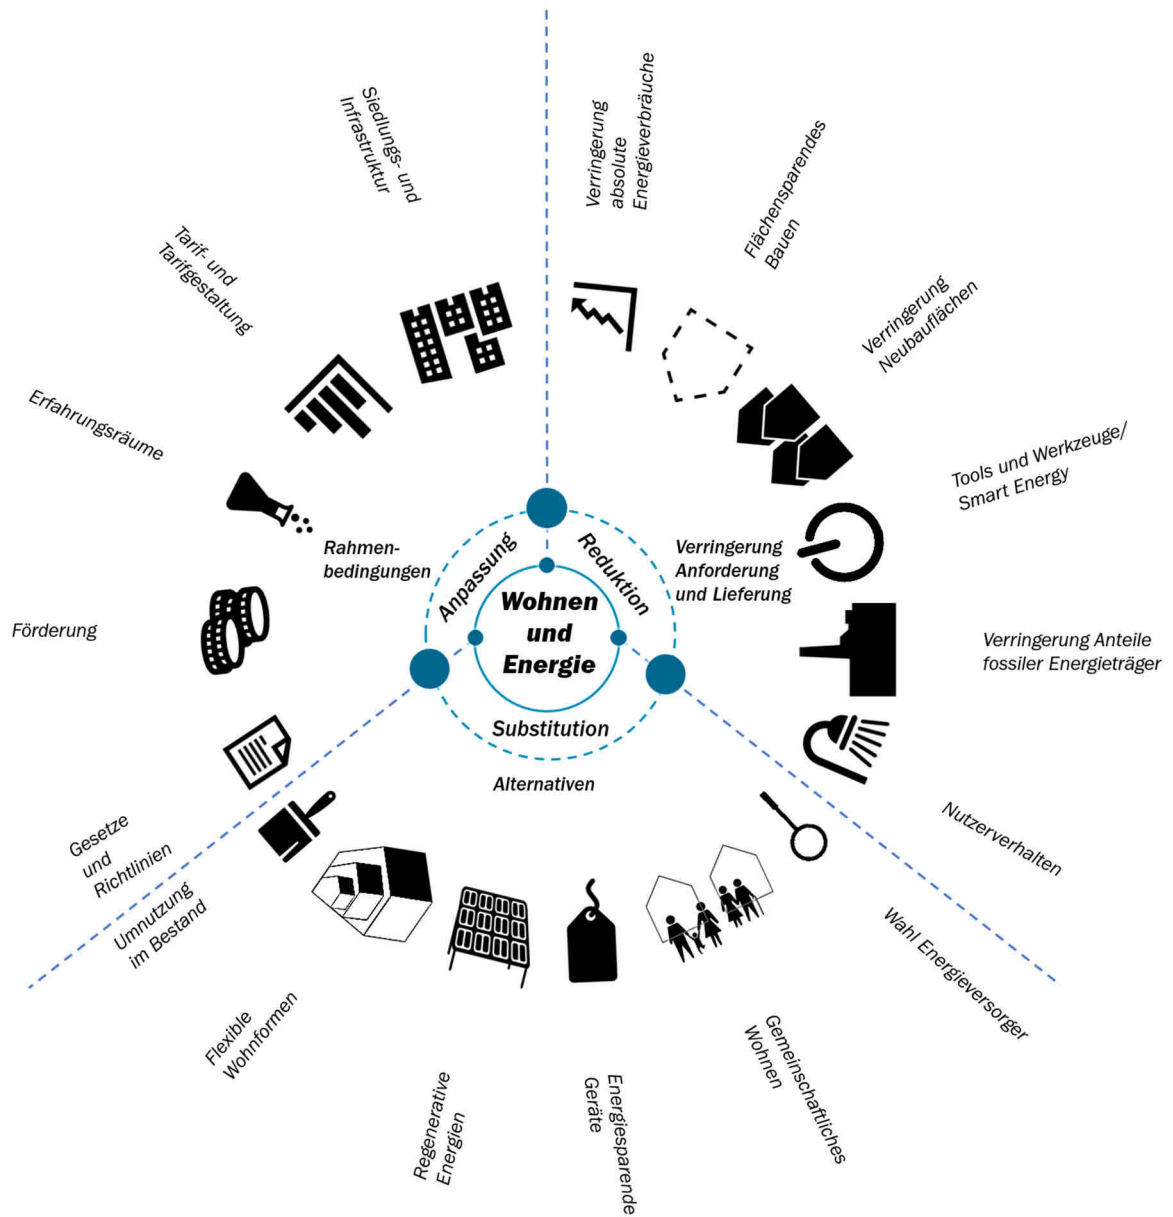 Wohnen
und
Energie
Anpassung
Reduktion
Substitution
Rahmen-
bedingungen
Verringerung
Anforderung
und Lieferung
Alternativen
Verringerung
absolute
Energieverbräuche
Flächensparendes
Bauen
Verringerung
Neubauflächen
Tools und Werkzeuge/
Smart Energy
Verringerung Anteile
fossiler Energieträger
Nutzerverhalten
Wahl Energieversorger
Gemeinschaftliches
Wohnen
Energiesparende
Geräte
Regenerative
Energien
Flexible
Wohnformen
Umnutzung
im Bestand
Gesetze
und
Richtlinien
Förderung
Erfahrungsräume
Tarif- und
Tarifgestaltung
Siedlungs- und
Infrastruktur